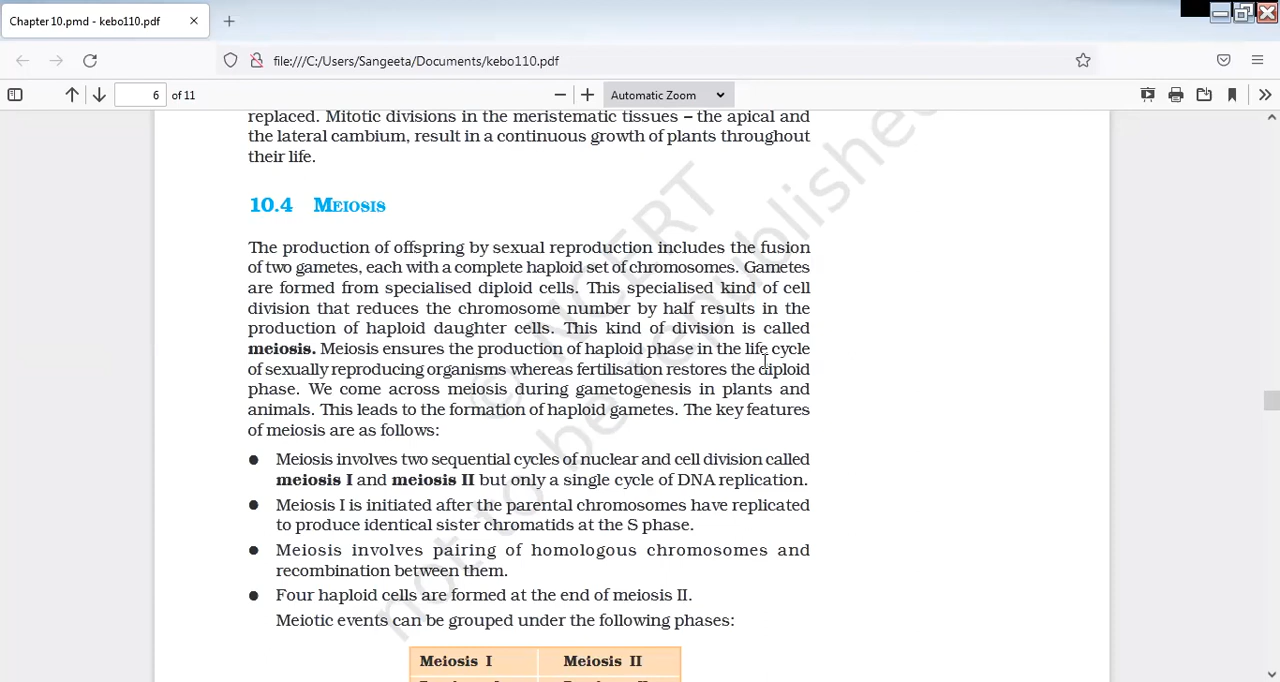 Chapter 10.pmd - kebo110.pdf
file:///C:/Users/Sangeeta/Documents/kebo110.pdf
6 of 11
Automatic Zoom
replaced. Mitotic divisions in the meristematic tissues – the apical and
the lateral cambium, result in a continuous growth of plants throughout
their life.
10.4 MEIOSIS
The production of offspring by sexual reproduction includes the fusion
of two gametes, each with a complete haploid set of chromosomes. Gametes
are formed from specialised diploid cells. This specialised kind of cell
division that reduces the chromosome number by half results in the
production of haploid daughter cells. This kind of division is called
meiosis. Meiosis ensures the production of haploid phase in the life cycle
of sexually reproducing organisms whereas fertilisation restores the diploid
phase. We come across meiosis during gametogenesis in plants and
animals. This leads to the formation of haploid gametes. The key features
of meiosis are as follows:
● Meiosis involves two sequential cycles of nuclear and cell division called
meiosis I and meiosis II but only a single cycle of DNA replication.
● Meiosis I is initiated after the parental chromosomes have replicated
to produce identical sister chromatids at the S phase.
● Meiosis involves pairing of homologous chromosomes and
recombination between them.
● Four haploid cells are formed at the end of meiosis II.
Meiotic events can be grouped under the following phases:
Meiosis I Meiosis II
© NCERT
not to be republished